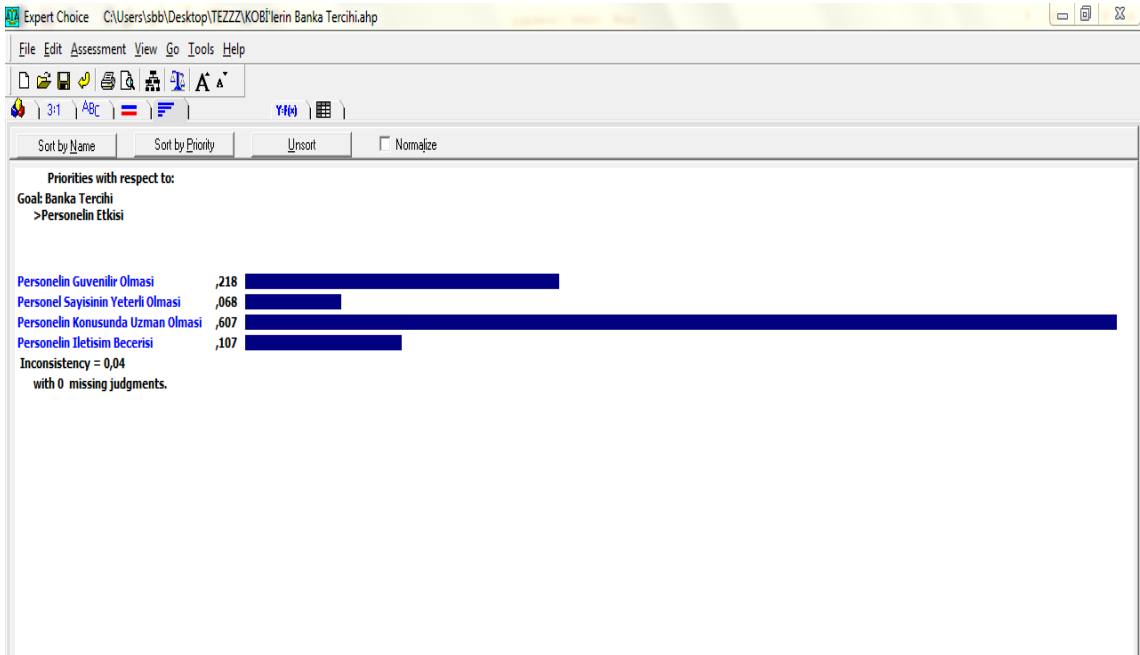 Expert Choice C:\Users\sbb\Desktop\TEZZZ\KOBİ'lerin Banka Tercihi.ahp
File Edit Assessment View Go Tools Help
A A
3:1 ABC Y=F(x)
Sort by Name Sort by Priority Unsort Normalize
Priorities with respect to:
Goal: Banka Tercihi
>Personelin Etkisi
Personelin Guvenilir Olmasi ,218
Personel Sayisinin Yeterli Olmasi ,068
Personelin Konusunda Uzman Olmasi ,607
Personelin Iletisim Becerisi ,107
Inconsistency = 0,04
with 0 missing judgments.